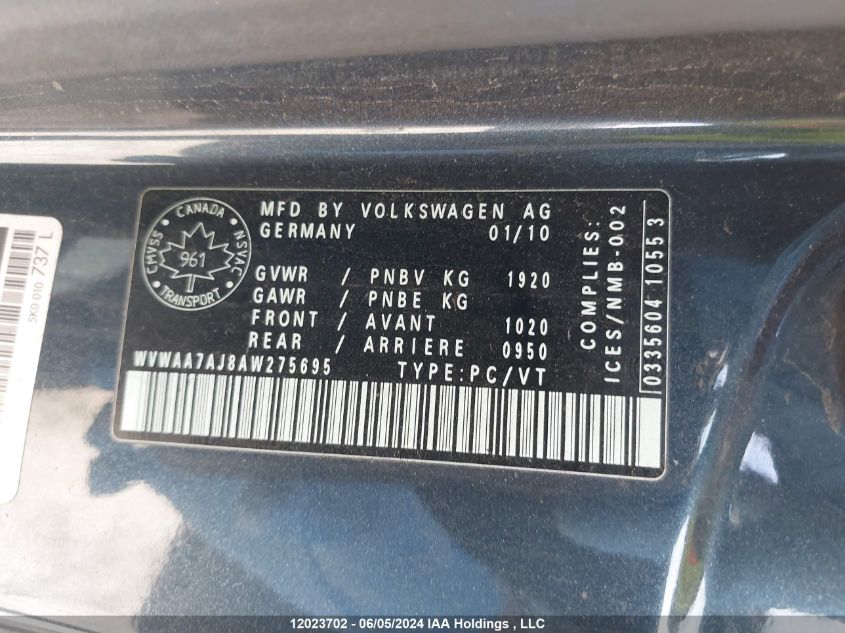 CANADA
CMVSS
NSVAC
961
TRANSPORT
MFD BY VOLKSWAGEN AG
GERMANY 01/10
GVWR / PNBV KG 1920
GAWR / PNBE KG
FRONT / AVANT 1020
REAR / ARRIERE 0950
WVWAA7AJ8AW275695 TYPE:PC/VT
COMPLIES:
ICES/NMB-002
0335604 1055 3
5K0 010 737 L
12023702 - 06/05/2024 IAA Holdings , LLC